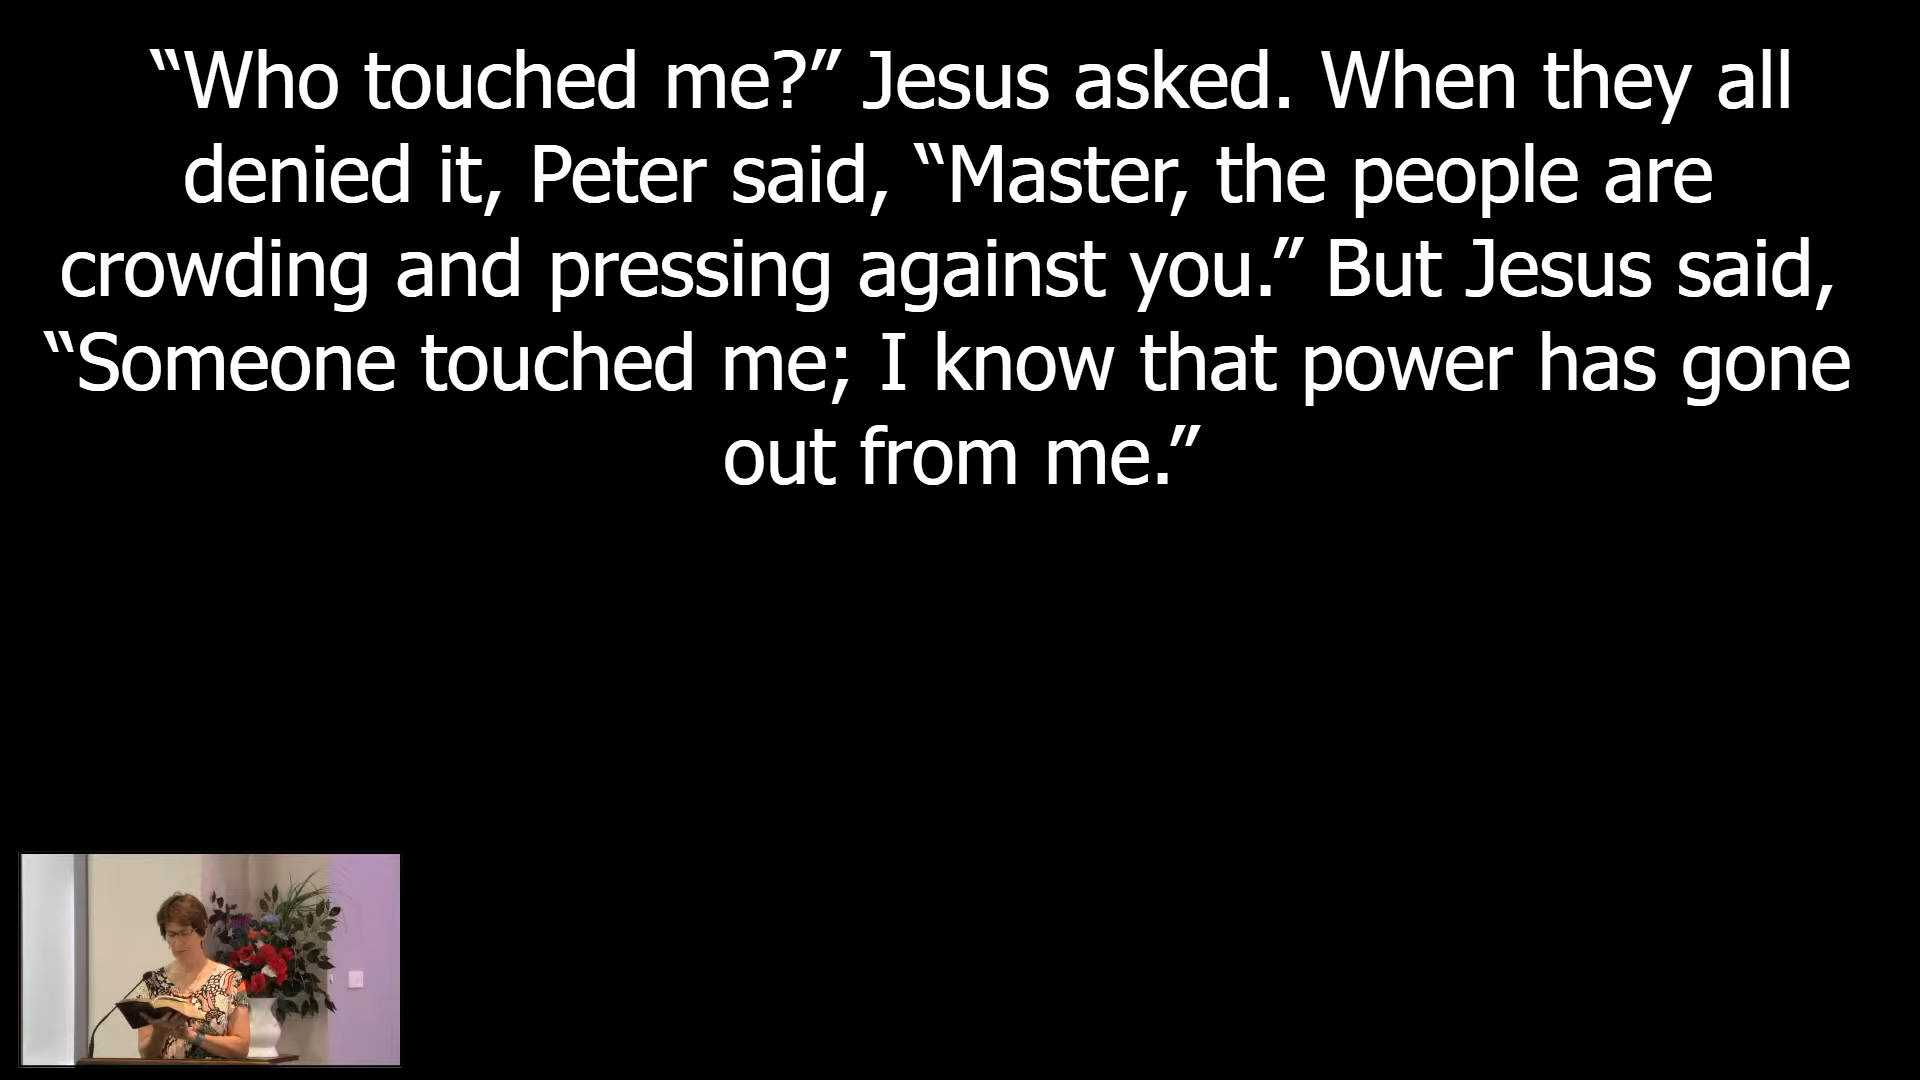 “Who touched me?” Jesus asked. When they all
denied it, Peter said, “Master, the people are
crowding and pressing against you.” But Jesus said,
“Someone touched me; I know that power has gone
out from me.”